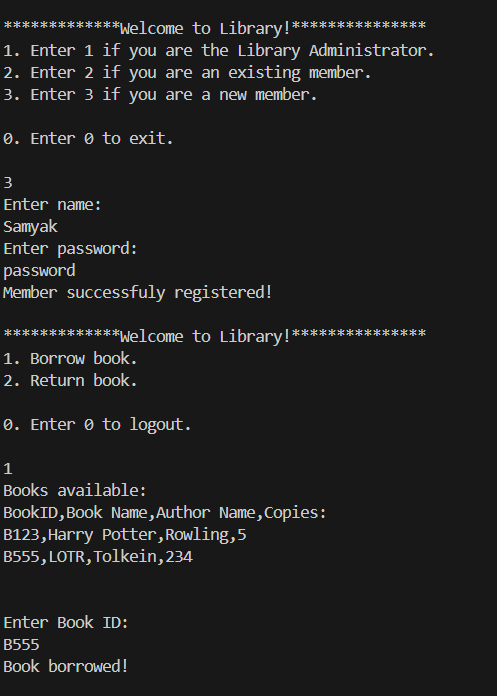 *************Welcome to Library!***************
1. Enter 1 if you are the Library Administrator.
2. Enter 2 if you are an existing member.
3. Enter 3 if you are a new member.
0. Enter 0 to exit.
3
Enter name:
Samyak
Enter password:
password
Member successfuly registered!
*************Welcome to Library!***************
1. Borrow book.
2. Return book.
0. Enter 0 to logout.
1
Books available:
BookID,Book Name,Author Name,Copies:
B123,Harry Potter,Rowling,5
B555,LOTR,Tolkein,234
Enter Book ID:
B555
Book borrowed!